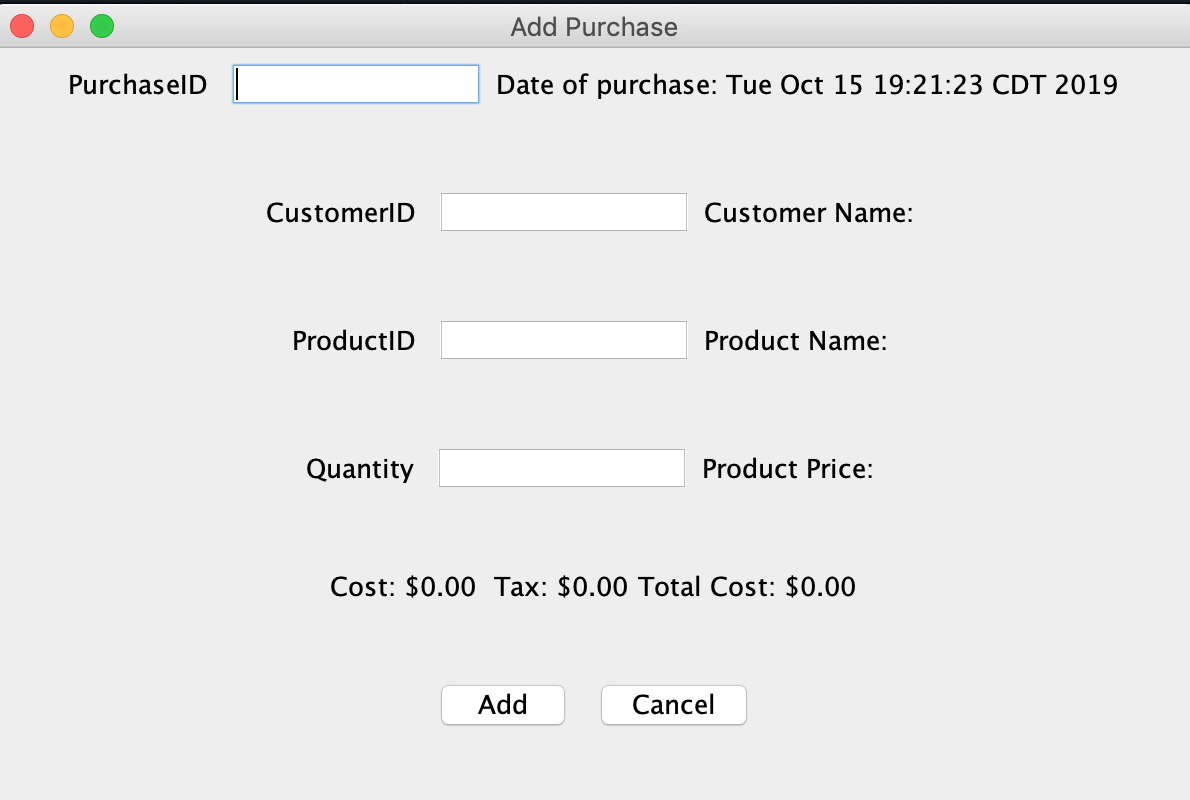 Add Purchase
PurchaseID Date of purchase: Tue Oct 15 19:21:23 CDT 2019
CustomerID Customer Name:
ProductID Product Name:
Quantity Product Price:
Cost: $0.00 Tax: $0.00 Total Cost: $0.00
Add Cancel